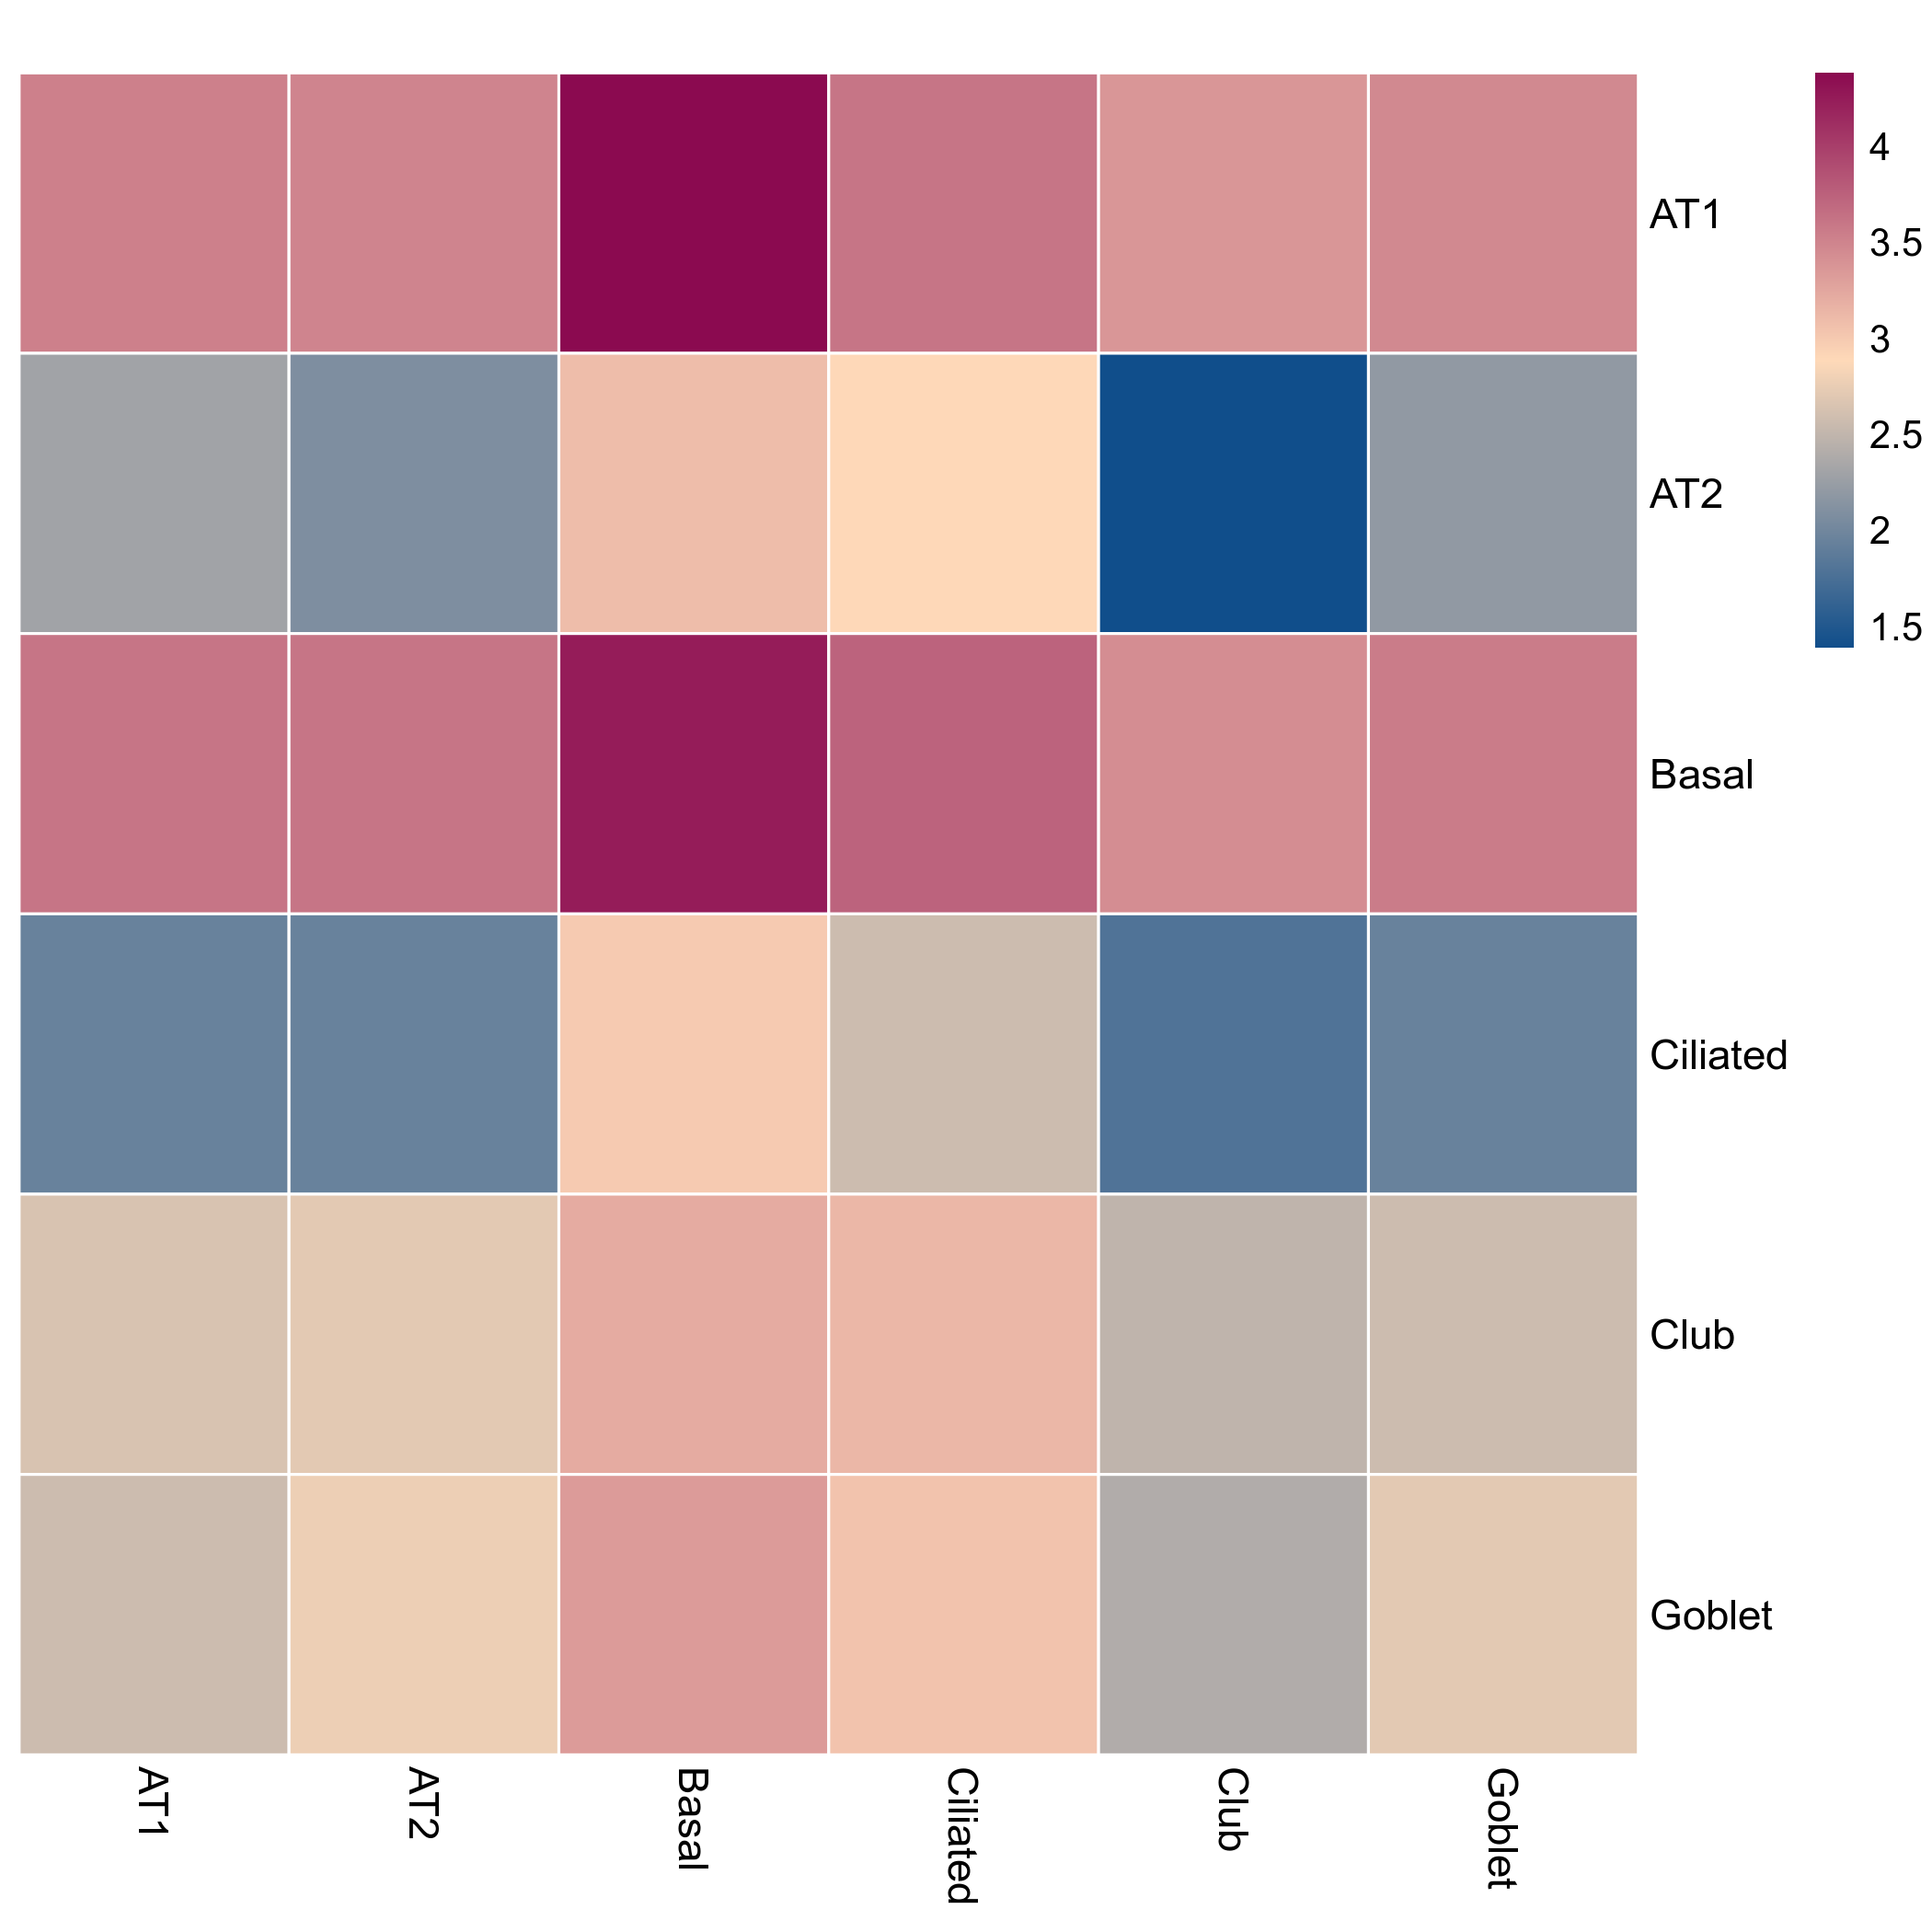 4
3.5
3
2.5
2
1.5
AT1
AT2
Basal
Ciliated
Club
Goblet
AT1
AT2
Basal
Ciliated
Club
Goblet